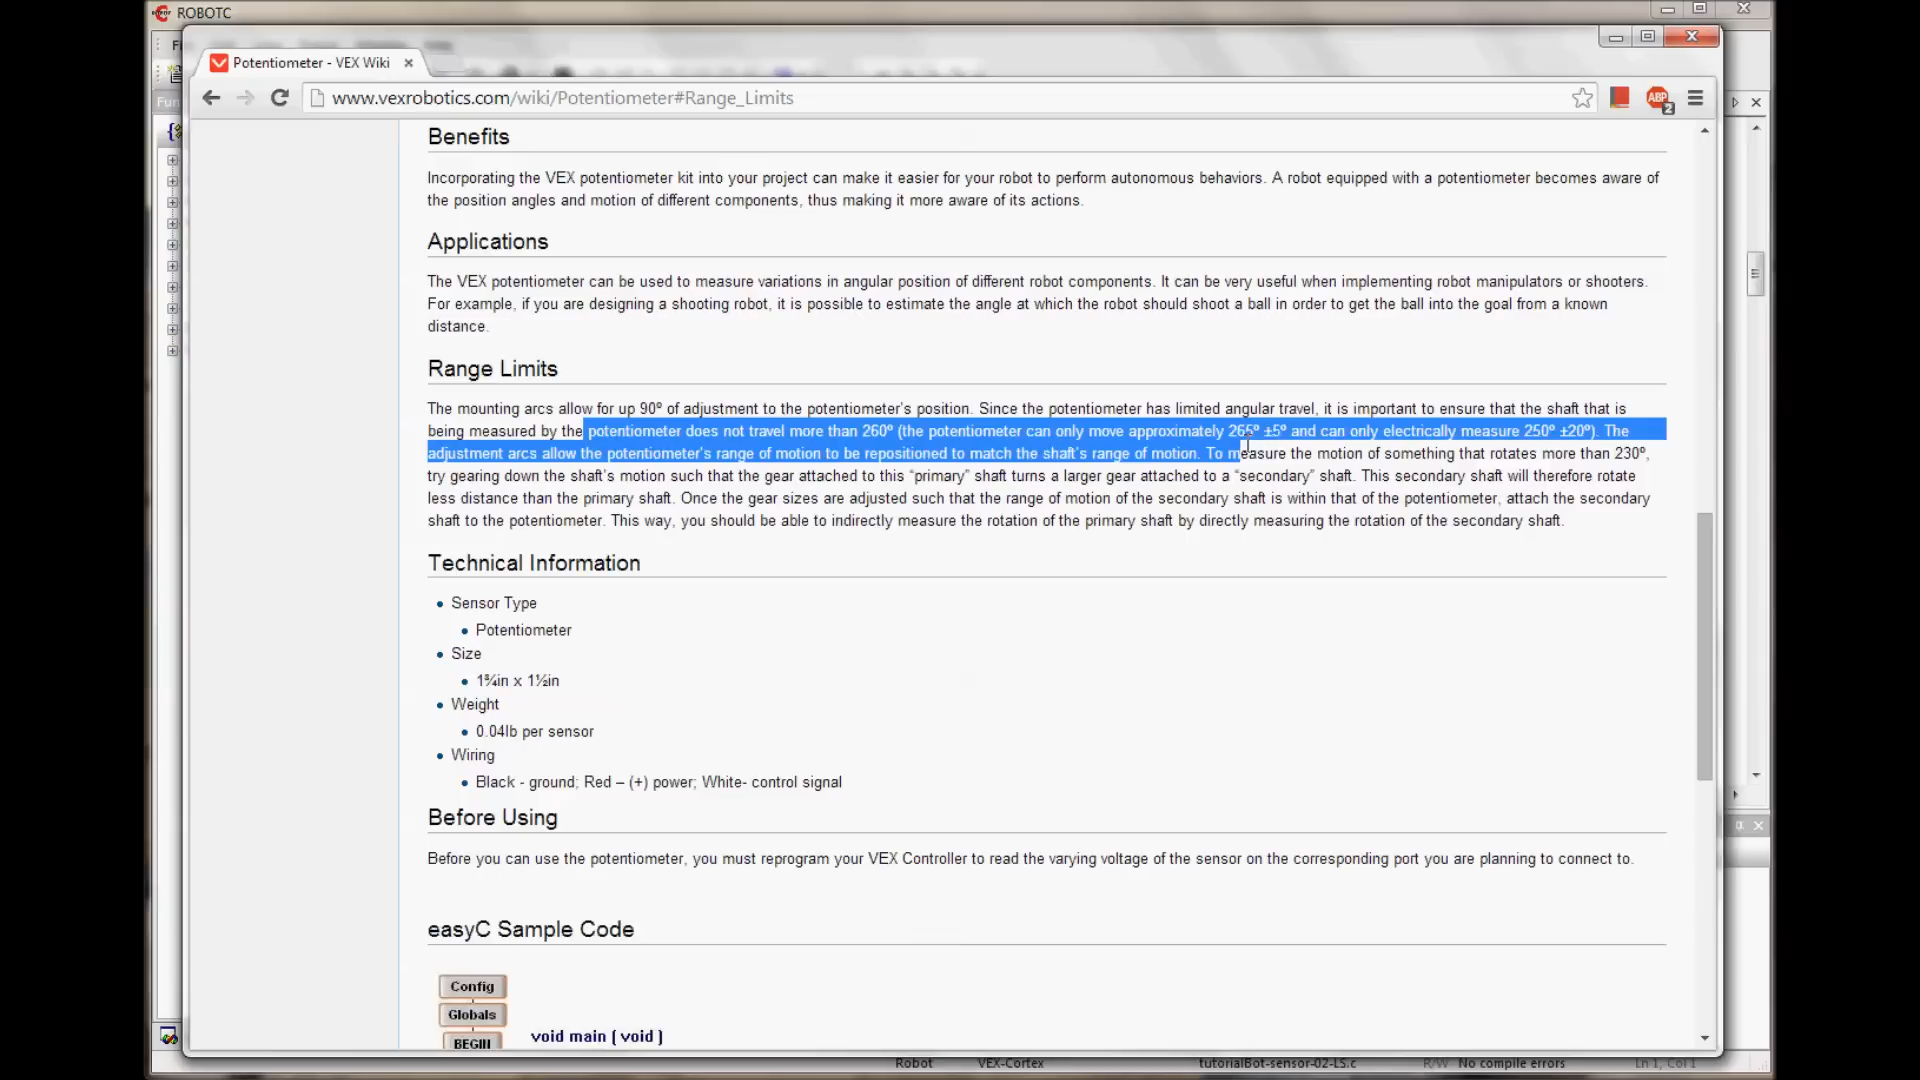 ROBOTC
Potentiometer - VEX Wiki
www.vexrobotics.com/wiki/Potentiometer#Range_Limits
ABP
2
Benefits
Incorporating the VEX potentiometer kit into your project can make it easier for your robot to perform autonomous behaviors. A robot equipped with a potentiometer becomes aware of
the position angles and motion of different components, thus making it more aware of its actions.
Applications
The VEX potentiometer can be used to measure variations in angular position of different robot components. It can be very useful when implementing robot manipulators or shooters.
For example, if you are designing a shooting robot, it is possible to estimate the angle at which the robot should shoot a ball in order to get the ball into the goal from a known
distance.
Range Limits
The mounting arcs allow for up 90º of adjustment to the potentiometer's position. Since the potentiometer has limited angular travel, it is important to ensure that the shaft that is
being measured by the potentiometer does not travel more than 260º (the potentiometer can only move approximately 265º ±5º and can only electrically measure 250º ±20º). The
adjustment arcs allow the potentiometer's range of motion to be repositioned to match the shaft's range of motion. To measure the motion of something that rotates more than 230º,
try gearing down the shaft's motion such that the gear attached to this “primary” shaft turns a larger gear attached to a “secondary” shaft. This secondary shaft will therefore rotate
less distance than the primary shaft. Once the gear sizes are adjusted such that the range of motion of the secondary shaft is within that of the potentiometer, attach the secondary
shaft to the potentiometer. This way, you should be able to indirectly measure the rotation of the primary shaft by directly measuring the rotation of the secondary shaft.
Technical Information
Sensor Type
Potentiometer
Size
1¾in x 1½in
Weight
0.04lb per sensor
Wiring
Black - ground; Red – (+) power; White- control signal
Before Using
Before you can use the potentiometer, you must reprogram your VEX Controller to read the varying voltage of the sensor on the corresponding port you are planning to connect to.
easyC Sample Code
Config
Globals
BEGIN
void main ( void )
Robot VEX-Cortex tutorialBot-sensor-02-LS.c R/W No compile errors Ln 1, Col 1